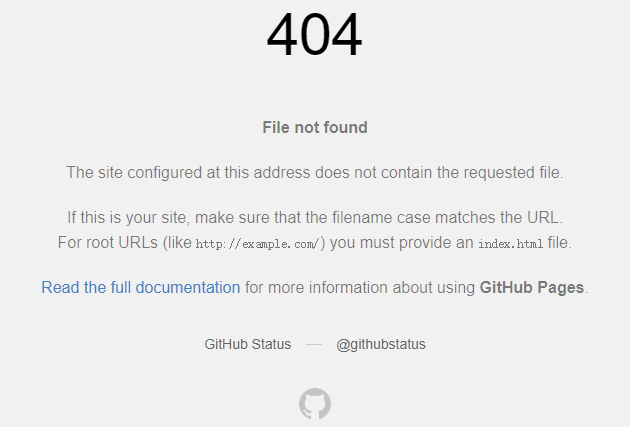 404
File not found
The site configured at this address does not contain the requested file.
If this is your site, make sure that the filename case matches the URL.
For root URLs (like http://example.com/) you must provide an index.html file.
Read the full documentation for more information about using GitHub Pages.
GitHub Status — @githubstatus